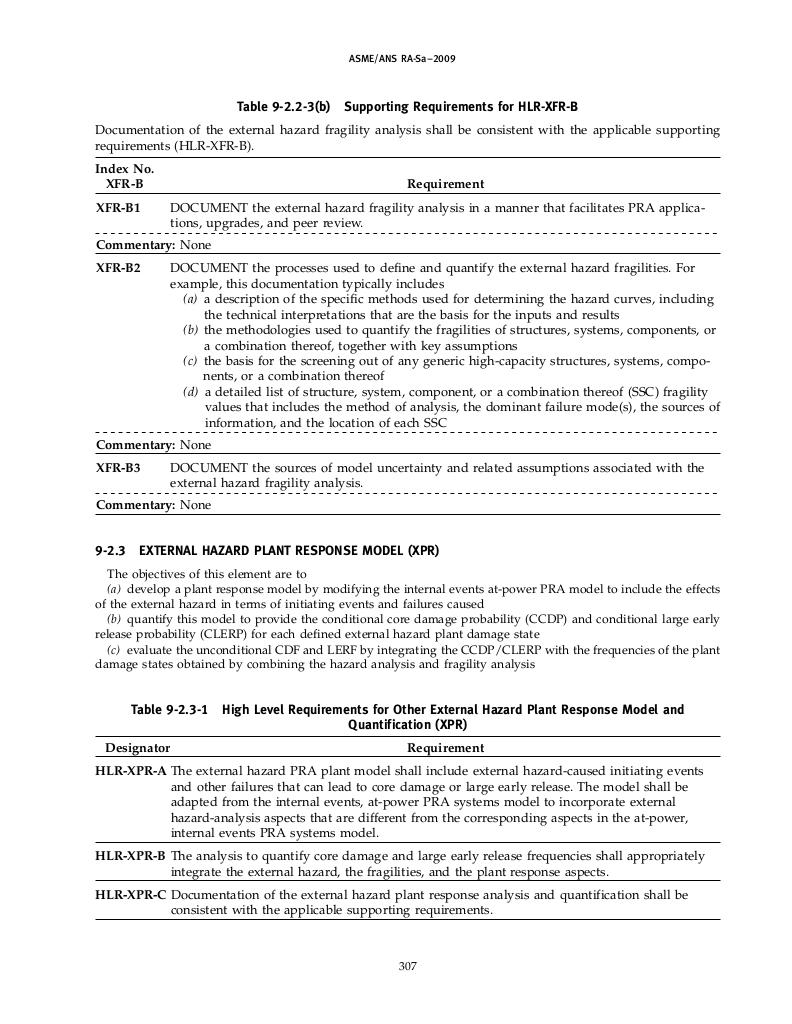 ASME/ANS RA-Sa–2009
Table 9-2.2-3(b) Supporting Requirements for HLR-XFR-B
Documentation of the external hazard fragility analysis shall be consistent with the applicable supporting
requirements (HLR-XFR-B).
Index No.
XFR-B Requirement
XFR-B1 DOCUMENT the external hazard fragility analysis in a manner that facilitates PRA applica-
tions, upgrades, and peer review.
Commentary: None
XFR-B2 DOCUMENT the processes used to define and quantify the external hazard fragilities. For
example, this documentation typically includes
(a) a description of the specific methods used for determining the hazard curves, including
the technical interpretations that are the basis for the inputs and results
(b) the methodologies used to quantify the fragilities of structures, systems, components, or
a combination thereof, together with key assumptions
(c) the basis for the screening out of any generic high-capacity structures, systems, compo-
nents, or a combination thereof
(d) a detailed list of structure, system, component, or a combination thereof (SSC) fragility
values that includes the method of analysis, the dominant failure mode(s), the sources of
information, and the location of each SSC
Commentary: None
XFR-B3 DOCUMENT the sources of model uncertainty and related assumptions associated with the
external hazard fragility analysis.
Commentary: None
9-2.3 EXTERNAL HAZARD PLANT RESPONSE MODEL (XPR)
The objectives of this element are to
(a) develop a plant response model by modifying the internal events at-power PRA model to include the effects
of the external hazard in terms of initiating events and failures caused
(b) quantify this model to provide the conditional core damage probability (CCDP) and conditional large early
release probability (CLERP) for each defined external hazard plant damage state
(c) evaluate the unconditional CDF and LERF by integrating the CCDP/CLERP with the frequencies of the plant
damage states obtained by combining the hazard analysis and fragility analysis
Table 9-2.3-1 High Level Requirements for Other External Hazard Plant Response Model and
Quantification (XPR)
Designator Requirement
HLR-XPR-A The external hazard PRA plant model shall include external hazard-caused initiating events
and other failures that can lead to core damage or large early release. The model shall be
adapted from the internal events, at-power PRA systems model to incorporate external
hazard-analysis aspects that are different from the corresponding aspects in the at-power,
internal events PRA systems model.
HLR-XPR-B The analysis to quantify core damage and large early release frequencies shall appropriately
integrate the external hazard, the fragilities, and the plant response aspects.
HLR-XPR-C Documentation of the external hazard plant response analysis and quantification shall be
consistent with the applicable supporting requirements.
307